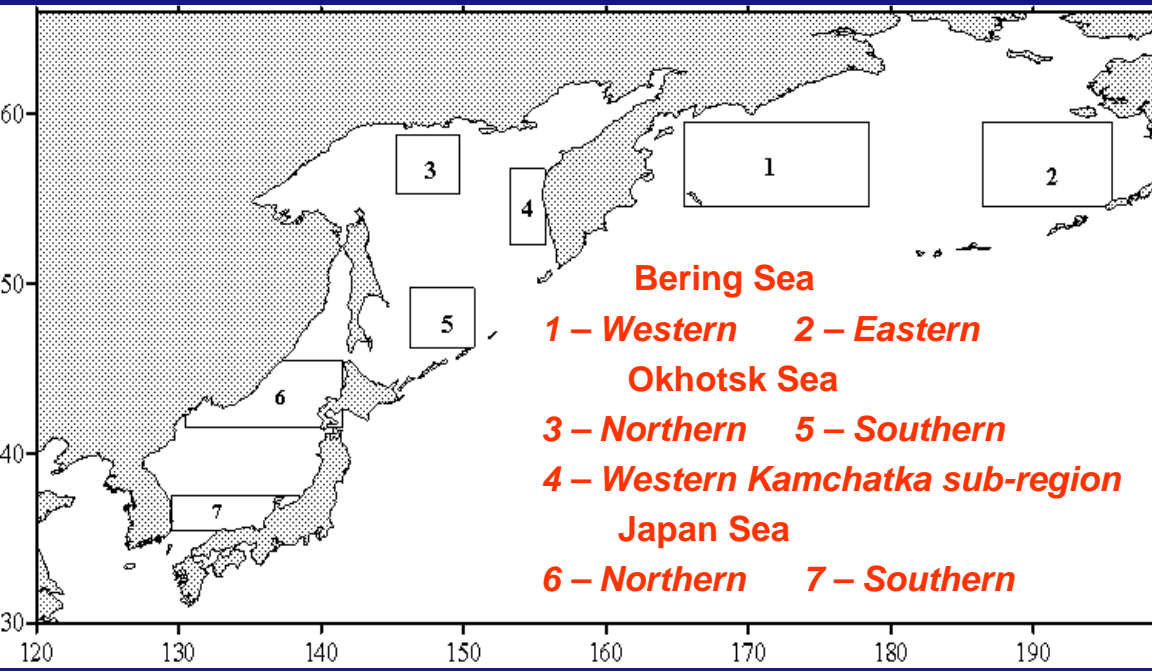 60
1
2
3
4
50
Bering Sea
5
1 – Western 2 – Eastern
Okhotsk Sea
6
3 – Northern 5 – Southern
40
4 – Western Kamchatka sub-region
7
Japan Sea
6 – Northern 7 – Southern
30
120 130 140 150 160 170 180 190